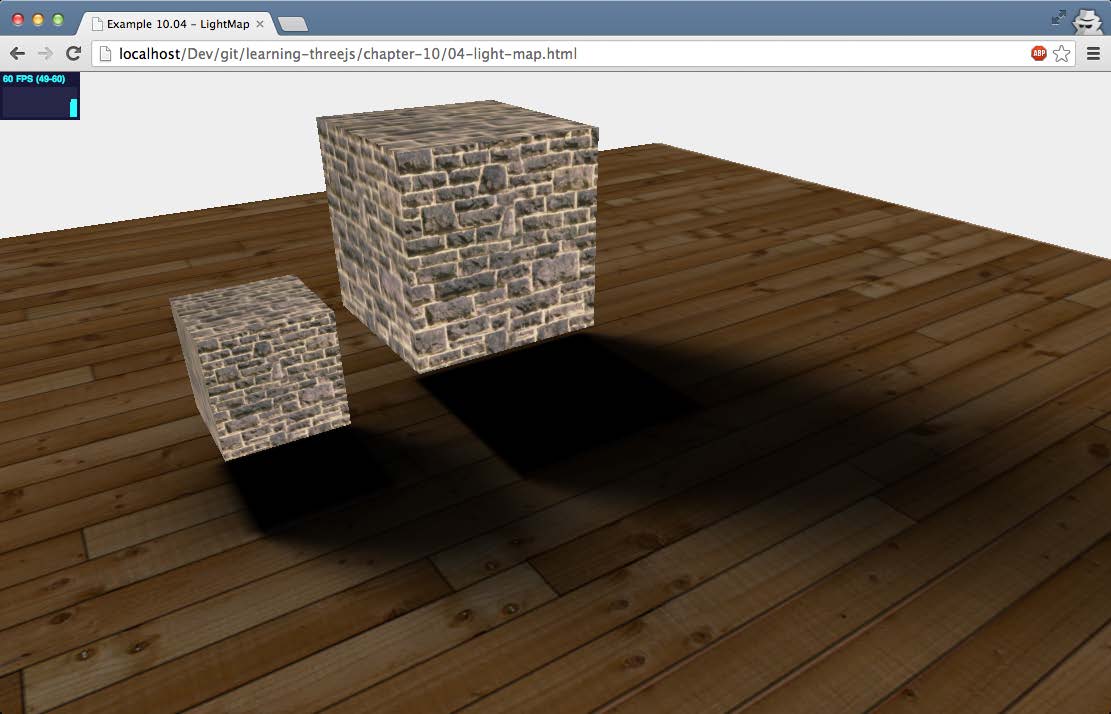 Example 10.04 – LightMap
localhost/Dev/git/learning-threejs/chapter-10/04-light-map.html
ABP
60 FPS (49-60)